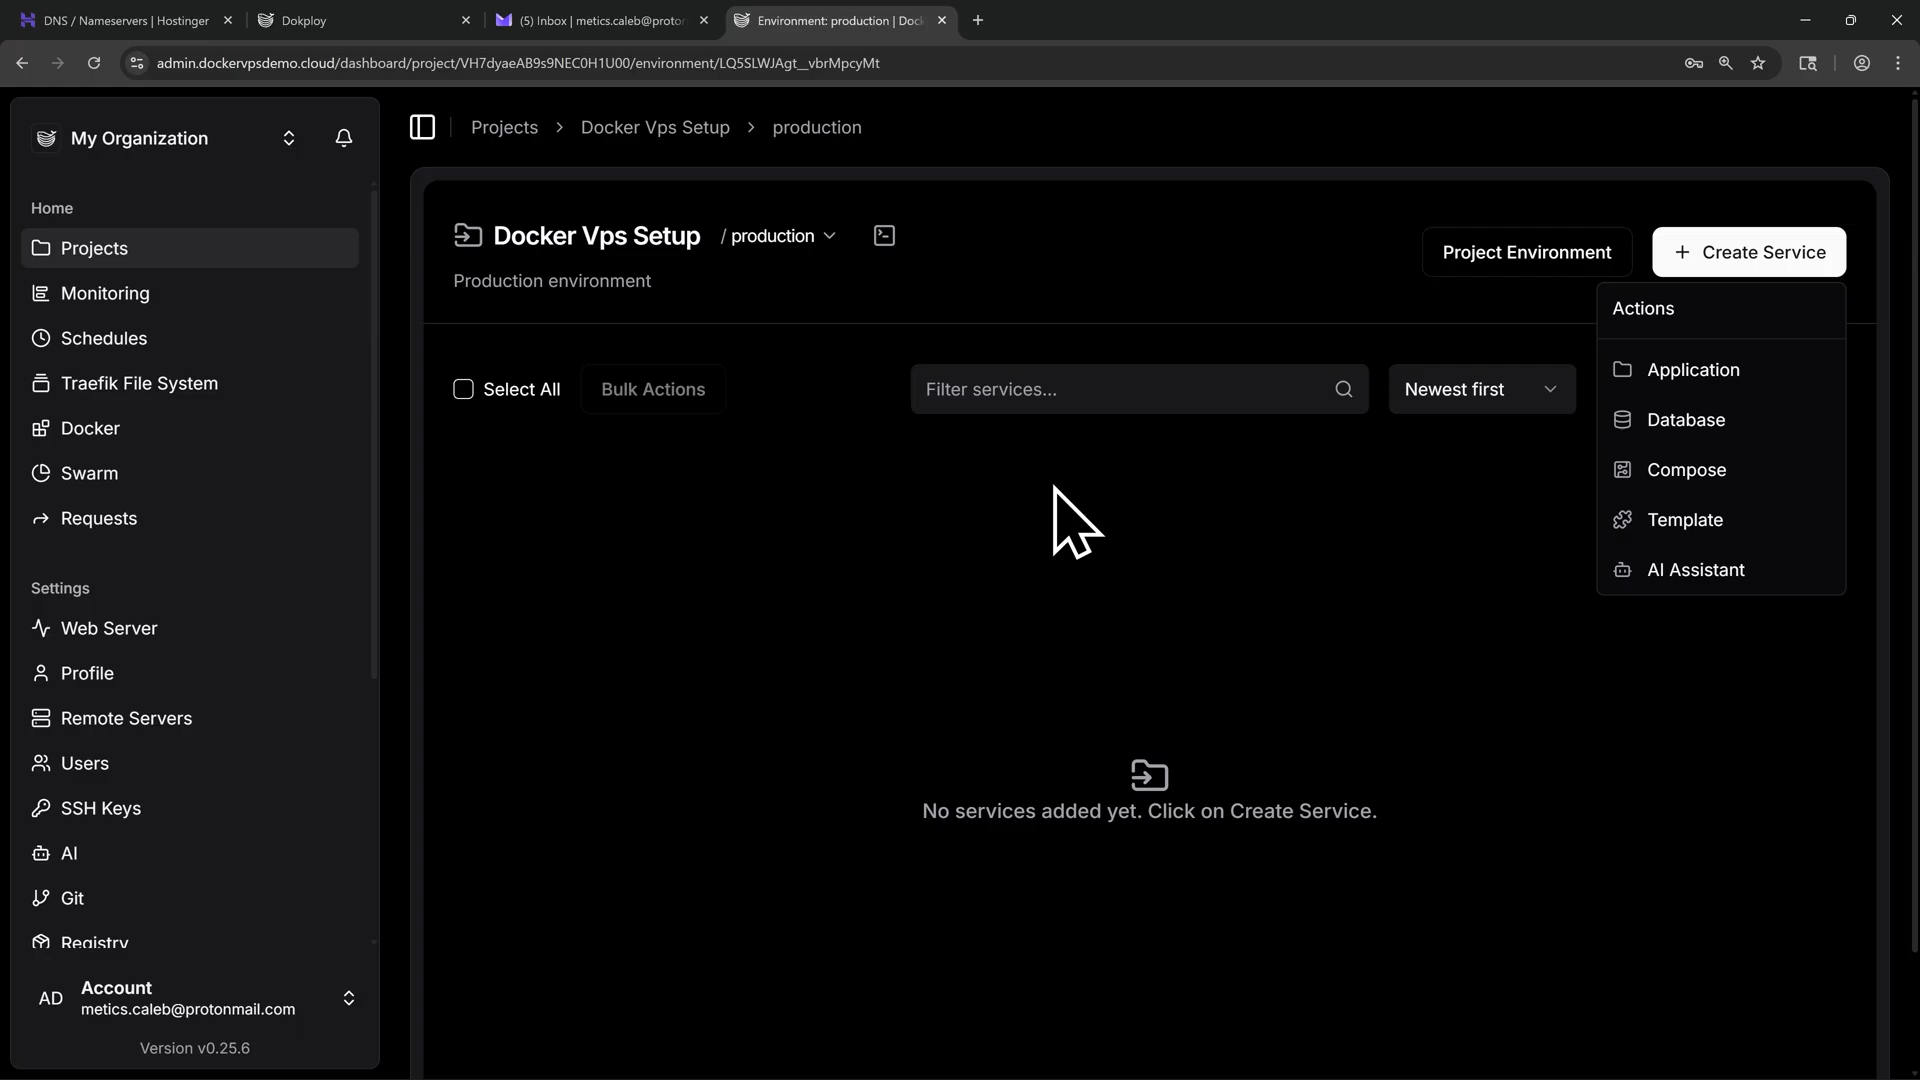 DNS / Nameservers | Hostinger
Dokploy
(5) Inbox | metics.caleb@proton
Environment: production | Dock
admin.dockervpsdemo.cloud/dashboard/project/VH7dyaeAB9s9NEC0H1U00/environment/LQ5SLWJAgt_vbrMpcyMt
My Organization
Home
Projects
Monitoring
Schedules
Traefik File System
Docker
Swarm
Requests
Settings
Web Server
Profile
Remote Servers
Users
SSH Keys
AI
Git
Registry
AD
Account
metics.caleb@protonmail.com
Version v0.25.6
Projects > Docker Vps Setup > production
Docker Vps Setup / production
Production environment
Project Environment
+ Create Service
Select All
Bulk Actions
Filter services...
Newest first
Actions
Application
Database
Compose
Template
AI Assistant
No services added yet. Click on Create Service.